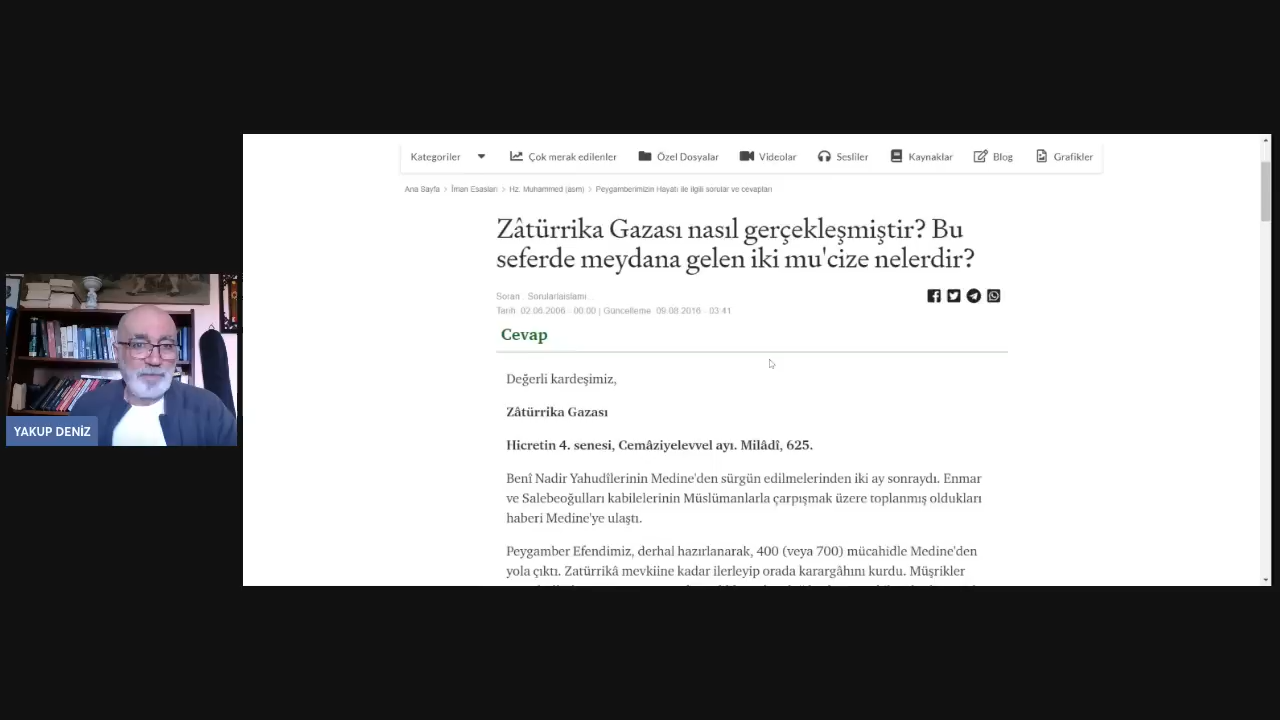 Kategoriler Çok merak edilenler Özel Dosyalar Videolar Sesliler Kaynaklar Blog Grafikler
Ana Sayfa > İman Esasları > Hz. Muhammed (asm) > Peygamberimizin Hayatı ile ilgili sorular ve cevapları
Zâtürrika Gazası nasıl gerçekleşmiştir? Bu
seferde meydana gelen iki mu'cize nelerdir?
Soran : Sorularlaislami...
Tarih: 02.06.2006 - 00:00 | Güncelleme: 09.08.2016 - 03:41
Cevap
Değerli kardeşimiz,
Zâtürrika Gazası
Hicretin 4. senesi, Cemâziyelevvel ayı. Milâdî, 625.
Benî Nadir Yahudîlerinin Medine'den sürgün edilmelerinden iki ay sonraydı. Enmar
ve Salebeoğulları kabilelerinin Müslümanlarla çarpışmak üzere toplanmış oldukları
haberi Medine'ye ulaştı.
Peygamber Efendimiz, derhal hazırlanarak, 400 (veya 700) mücahidle Medine'den
yola çıktı. Zatürrikâ mevkiine kadar ilerleyip orada karargâhını kurdu. Müşrikler
YAKUP DENİZ